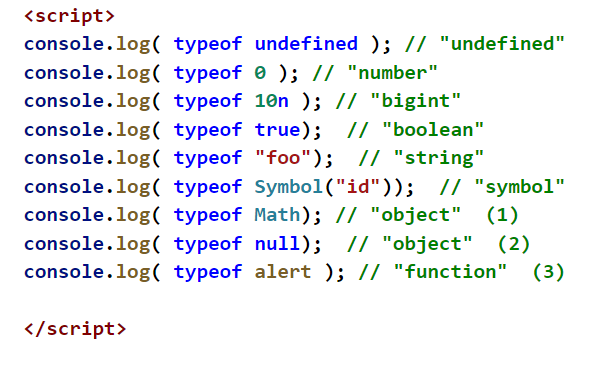 <script>
console.log( typeof undefined ); // "undefined"
console.log( typeof 0 ); // "number"
console.log( typeof 10n ); // "bigint"
console.log( typeof true);  // "boolean"
console.log( typeof "foo");  // "string"
console.log( typeof Symbol("id"));  // "symbol"
console.log( typeof Math); // "object"  (1)
console.log( typeof null);  // "object"  (2)
console.log( typeof alert ); // "function"  (3)
</script>